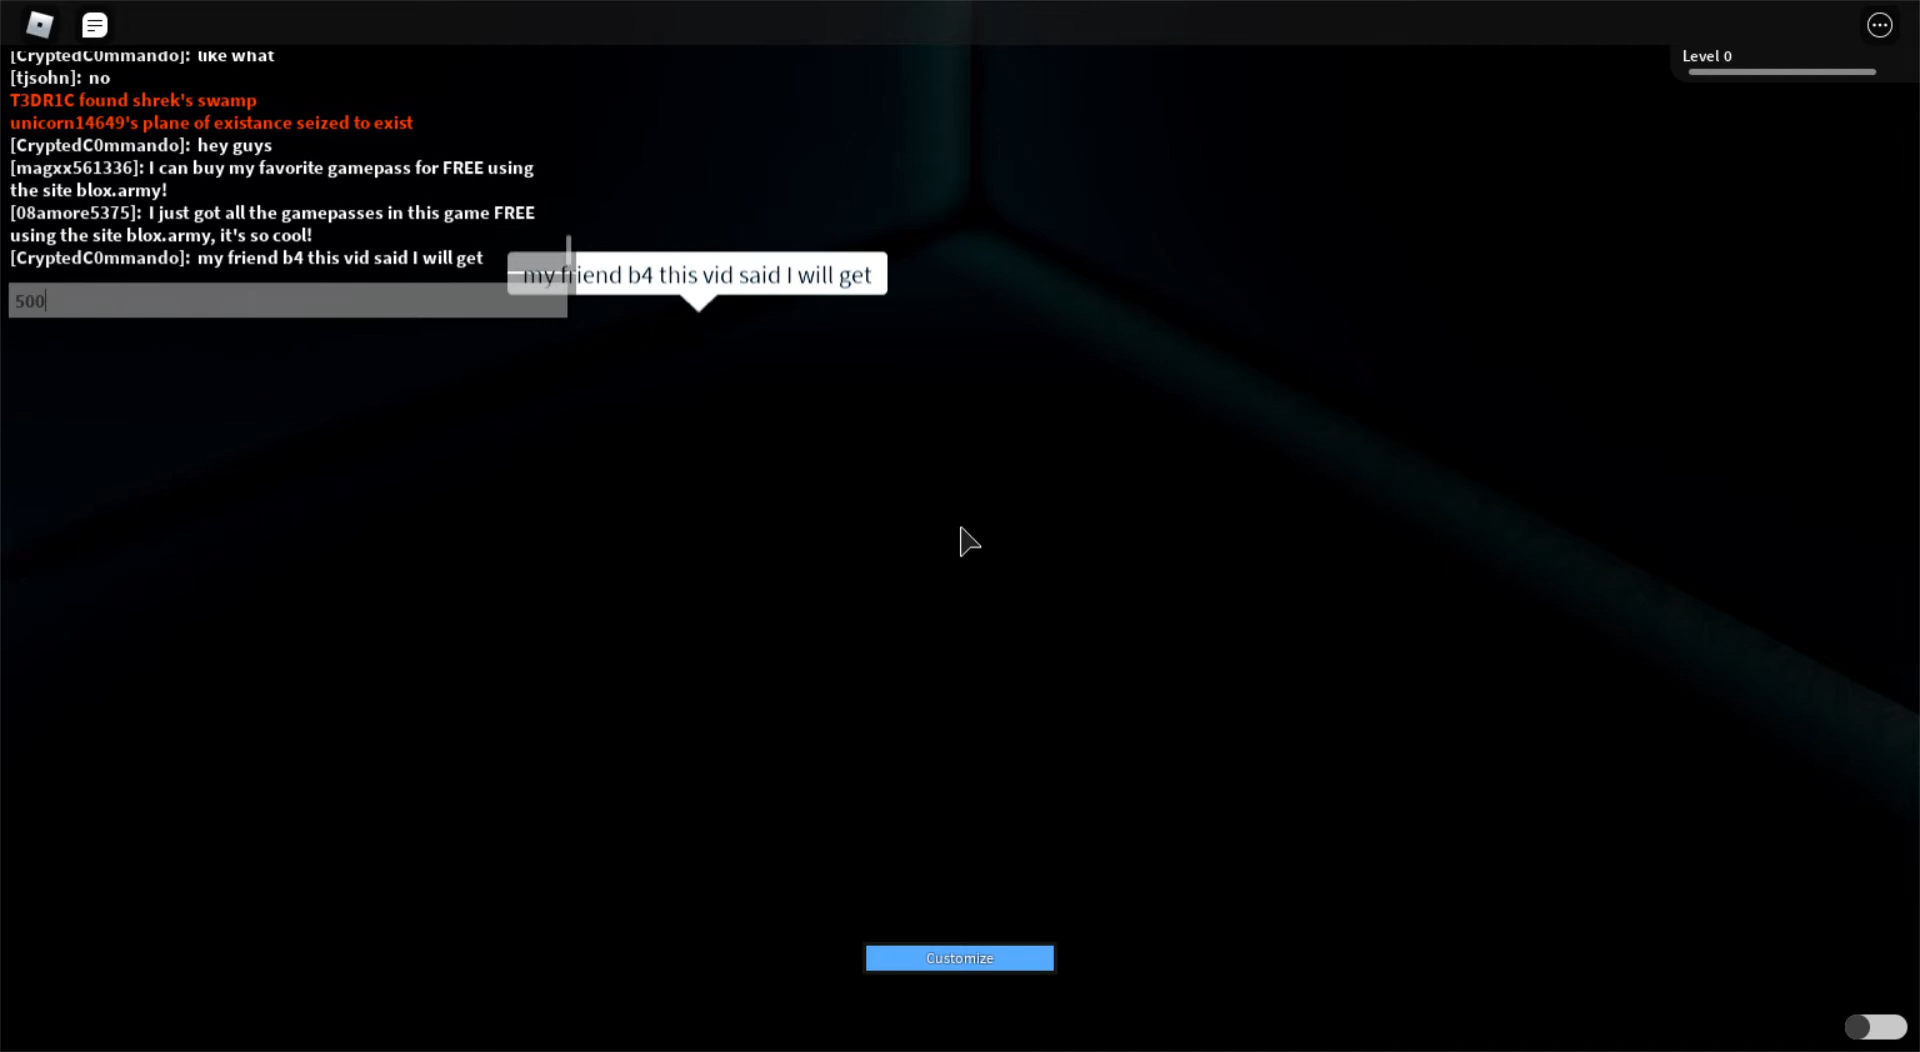 [CryptedC0mmando]: like what
Level 0
[tjsohn]: no
T3DR1C found shrek's swamp
unicorn14649's plane of existance seized to exist
[CryptedC0mmando]: hey guys
[magxx561336]: I can buy my favorite gamepass for FREE using
the site blox.army!
[08amore5375]: I just got all the gamepasses in this game FREE
using the site blox.army, it's so cool!
[CryptedC0mmando]: my friend b4 this vid said I will get
my friend b4 this vid said I will get
500
Customize